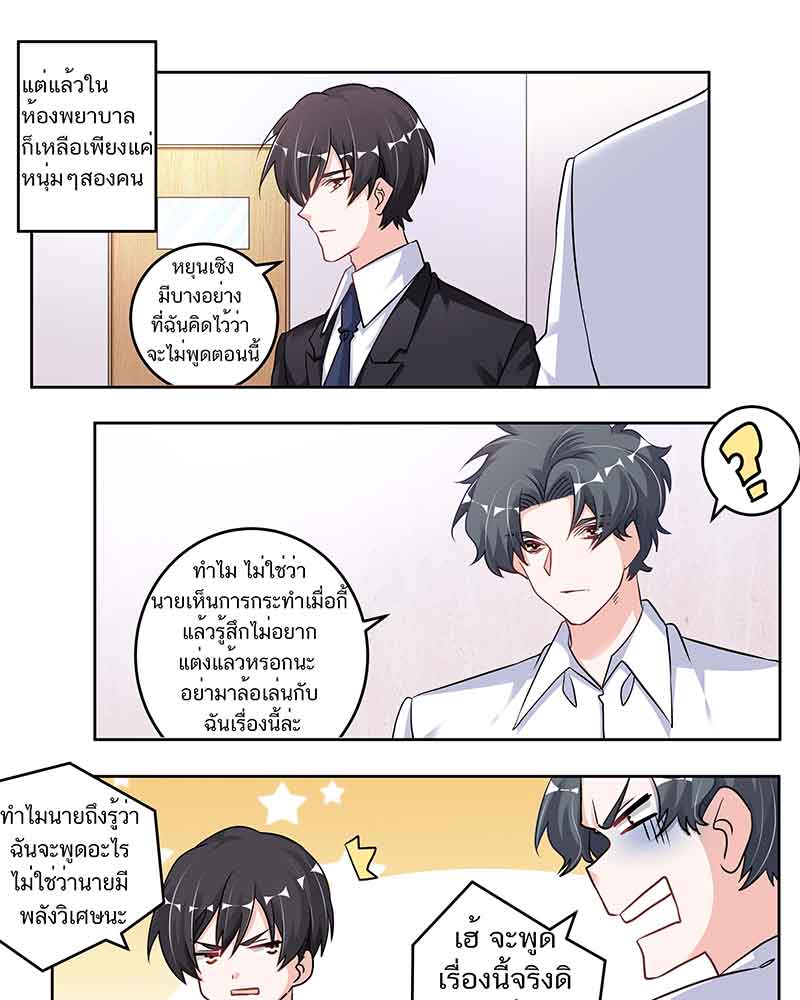 แต่แล้วใน
ห้องพยาบาล
ก็เหลือเพียงแค่
หนุ่มๆสองคน
หยุนเชิง
มีบางอย่าง
ที่ฉันคิดไว้ว่า
จะไม่พูดตอนนี้
?
ทำไม ไม่ใช่ว่า
นายเห็นการกระทำเมื่อกี้
แล้วรู้สึกไม่อยาก
แต่งแล้วหรอกนะ
อย่ามาล้อเล่นกับ
ฉันเรื่องนี้ล่ะ
ทำไมนายถึงรู้ว่า
ฉันจะพูดอะไร
ไม่ใช่ว่านายมี
พลังวิเศษนะ
เฮ้ จะพูด
เรื่องนี้จริงดิ